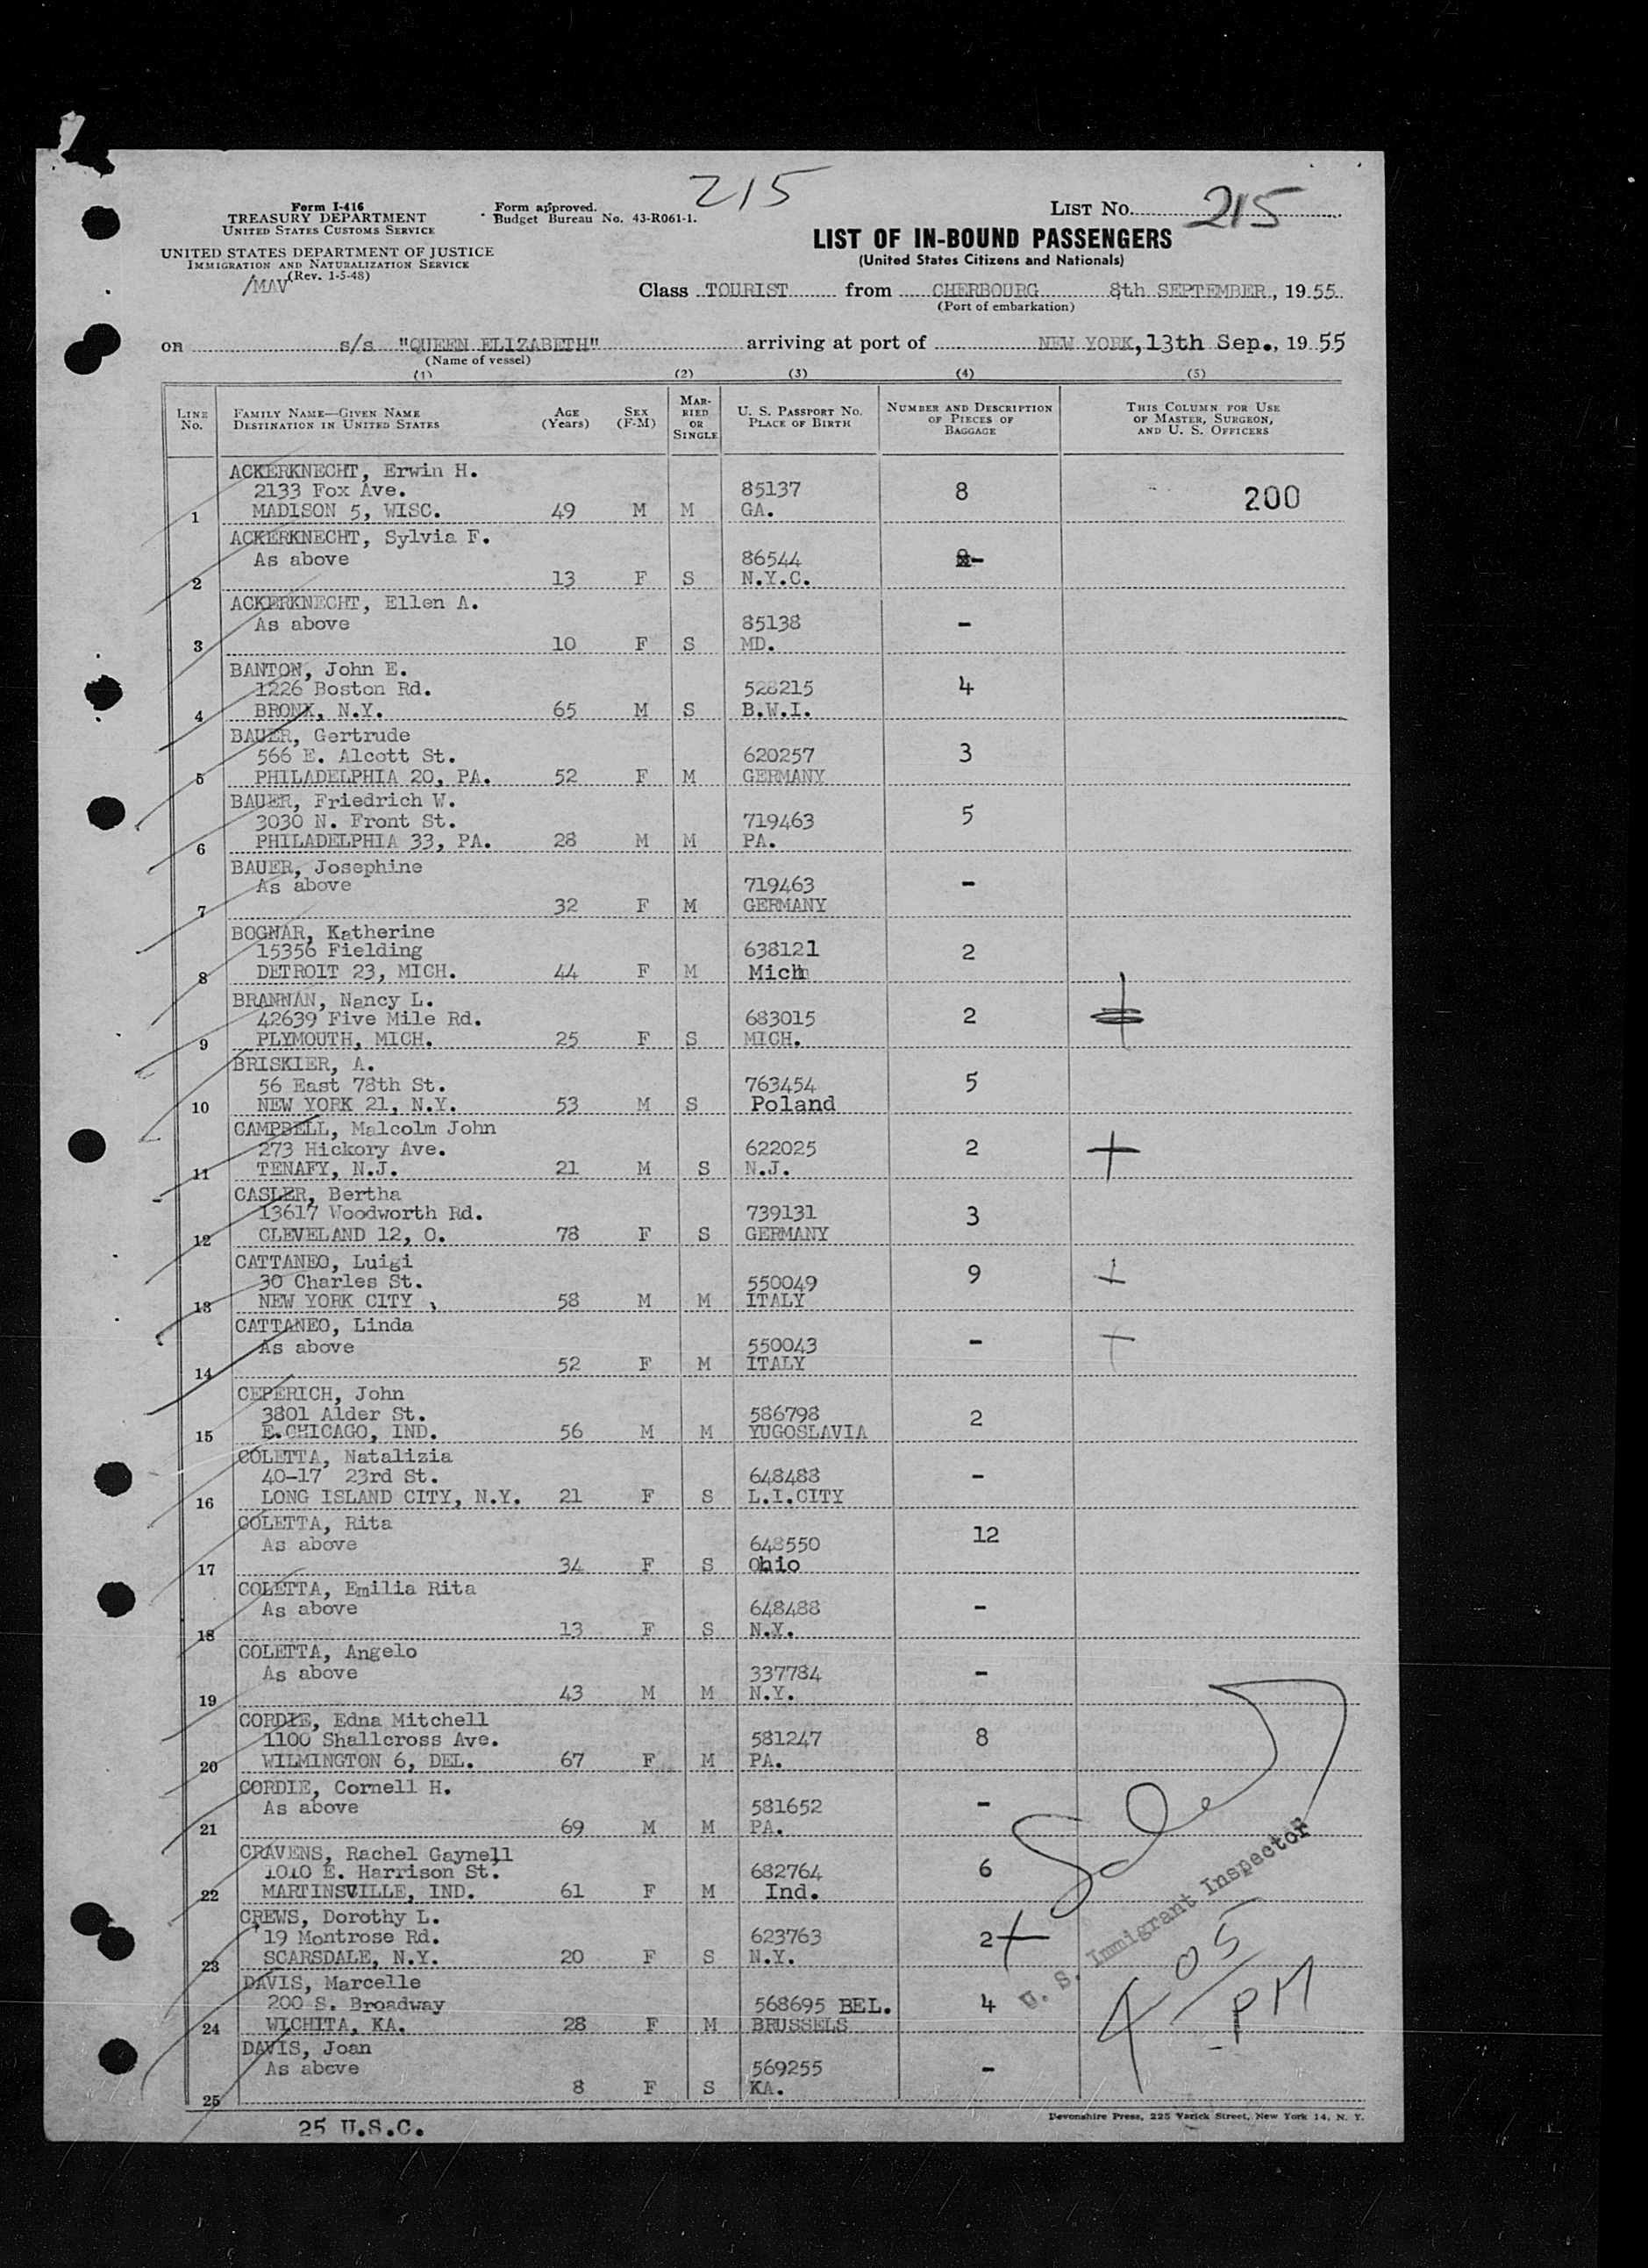 215
Form I-416
TREASURY DEPARTMENT
UNITED STATES CUSTOMS SERVICE
Form approved.
Budget Bureau No. 43-R061-1.
LIST No. 215
UNITED STATES DEPARTMENT OF JUSTICE
IMMIGRATION AND NATURALIZATION SERVICE
(Rev. 1-5-48)
/MAV
LIST OF IN-BOUND PASSENGERS
(United States Citizens and Nationals)
Class TOURIST from CHERBOURG 8th SEPTEMBER, 1955
(Port of embarkation)
on s/s "QUEEN ELIZABETH" arriving at port of NEW YORK, 13th Sep., 1955
(Name of vessel)
(1) (2) (3) (4) (5)
LINE No. FAMILY NAME—GIVEN NAME DESTINATION IN UNITED STATES AGE (Years) SEX (F-M) MARRIED OR SINGLE U. S. PASSPORT NO. PLACE OF BIRTH NUMBER AND DESCRIPTION OF PIECES OF BAGGAGE THIS COLUMN FOR USE OF MASTER, SURGEON, AND U. S. OFFICERS
ACKERKNECHT, Erwin H.
2133 Fox Ave. 85137 8 200
1 MADISON 5, WISC. 49 M M GA.
ACKERKNECHT, Sylvia F.
As above 86544 -
2 13 F S N.Y.C.
ACKERKNECHT, Ellen A.
As above 85138 -
3 10 F S MD.
BANTON, John E.
1226 Boston Rd. 528215 4
4 BRONX, N.Y. 65 M S B.W.I.
BAUER, Gertrude
566 E. Alcott St. 620257 3
5 PHILADELPHIA 20, PA. 52 F M GERMANY
BAUER, Friedrich W.
3030 N. Front St. 719463 5
6 PHILADELPHIA 33, PA. 28 M M PA.
BAUER, Josephine
As above 719463 -
7 32 F M GERMANY
BOGNAR, Katherine
15356 Fielding 638121 2
8 DETROIT 23, MICH. 44 F M Mich
BRANNAN, Nancy L.
42639 Five Mile Rd. 683015 2
9 PLYMOUTH, MICH. 25 F S MICH.
BRISKIER, A.
56 East 78th St. 763454 5
10 NEW YORK 21, N.Y. 53 M S Poland
CAMPBELL, Malcolm John
273 Hickory Ave. 622025 2 +
11 TENAFY, N.J. 21 M S N.J.
CASLER, Bertha
13617 Woodworth Rd. 739131 3
12 CLEVELAND 12, O. 78 F S GERMANY
CATTANEO, Luigi
30 Charles St. 550049 9 +
13 NEW YORK CITY , 58 M M ITALY
CATTANEO, Linda
As above 550043 - +
14 52 F M ITALY
CEPERICH, John
3801 Alder St. 586798 2
15 E.CHICAGO, IND. 56 M M YUGOSLAVIA
COLETTA, Natalizia
40-17 23rd St. 648488 -
16 LONG ISLAND CITY, N.Y. 21 F S L.I.CITY
COLETTA, Rita
As above 648550 12
17 34 F S Ohio
COLETTA, Emilia Rita
As above 648488 -
18 13 F S N.Y.
COLETTA, Angelo
As above 337784 -
19 43 M M N.Y.
CORDIE, Edna Mitchell
1100 Shallcross Ave. 581247 8
20 WILMINGTON 6, DEL. 67 F M PA.
CORDIE, Cornell H.
As above 581652 -
21 69 M M PA.
CRAVENS, Rachel Gaynell
1010 E. Harrison St. 682764 6
22 MARTINSVILLE, IND. 61 F M Ind.
CREWS, Dorothy L.
19 Montrose Rd. 623763 2 +
23 SCARSDALE, N.Y. 20 F S N.Y.
DAVIS, Marcelle
200 S. Broadway 568695 BEL. 4
24 WICHITA, KA. 28 F M BRUSSELS
DAVIS, Joan
As above 569255 -
25 8 F S KA.
U. S. Immigrant Inspector
4 05 PM
25 U.S.C.
Devonshire Press, 225 Varick Street, New York 14, N. Y.